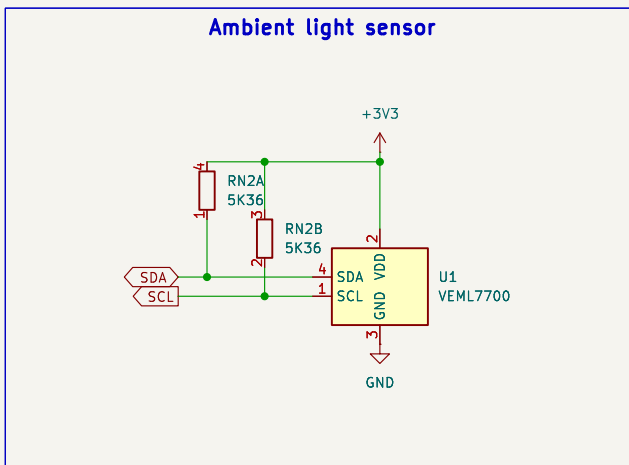 Ambient light sensor
+3V3
4
RN2A
5K36
1
3
RN2B
5K36
2
2
SDA
4
SDA
VDD
U1
SCL
1
SCL
GND
VEML7700
3
GND